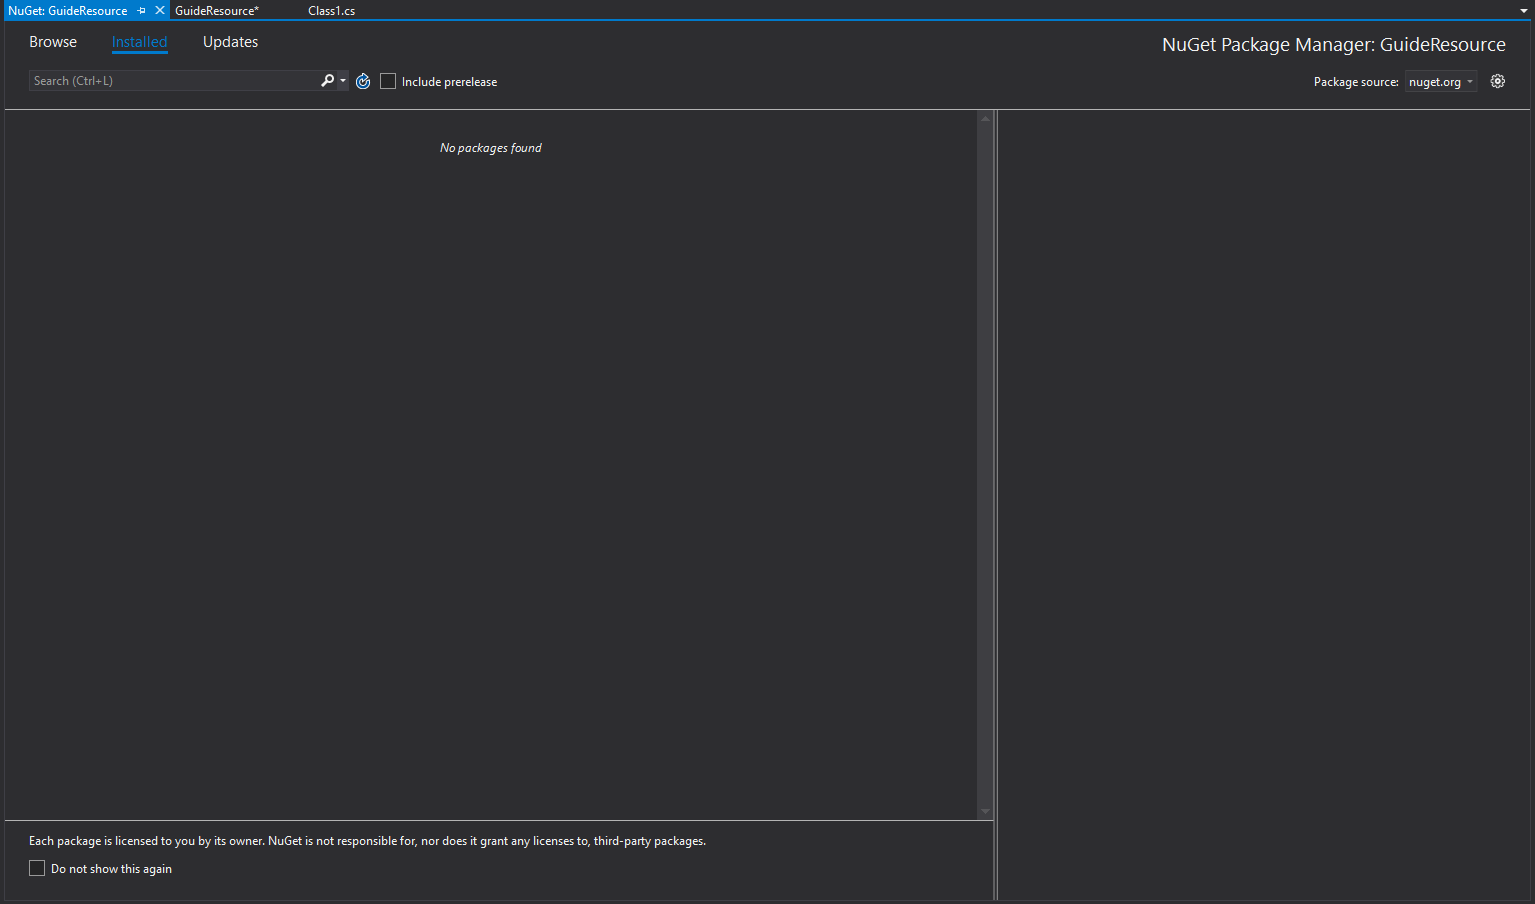 NuGet: GuideResource GuideResource* Class1.cs
Browse Installed Updates NuGet Package Manager: GuideResource
Search (Ctrl+L) Include prerelease Package source: nuget.org
No packages found
Each package is licensed to you by its owner. NuGet is not responsible for, nor does it grant any licenses to, third-party packages.
Do not show this again